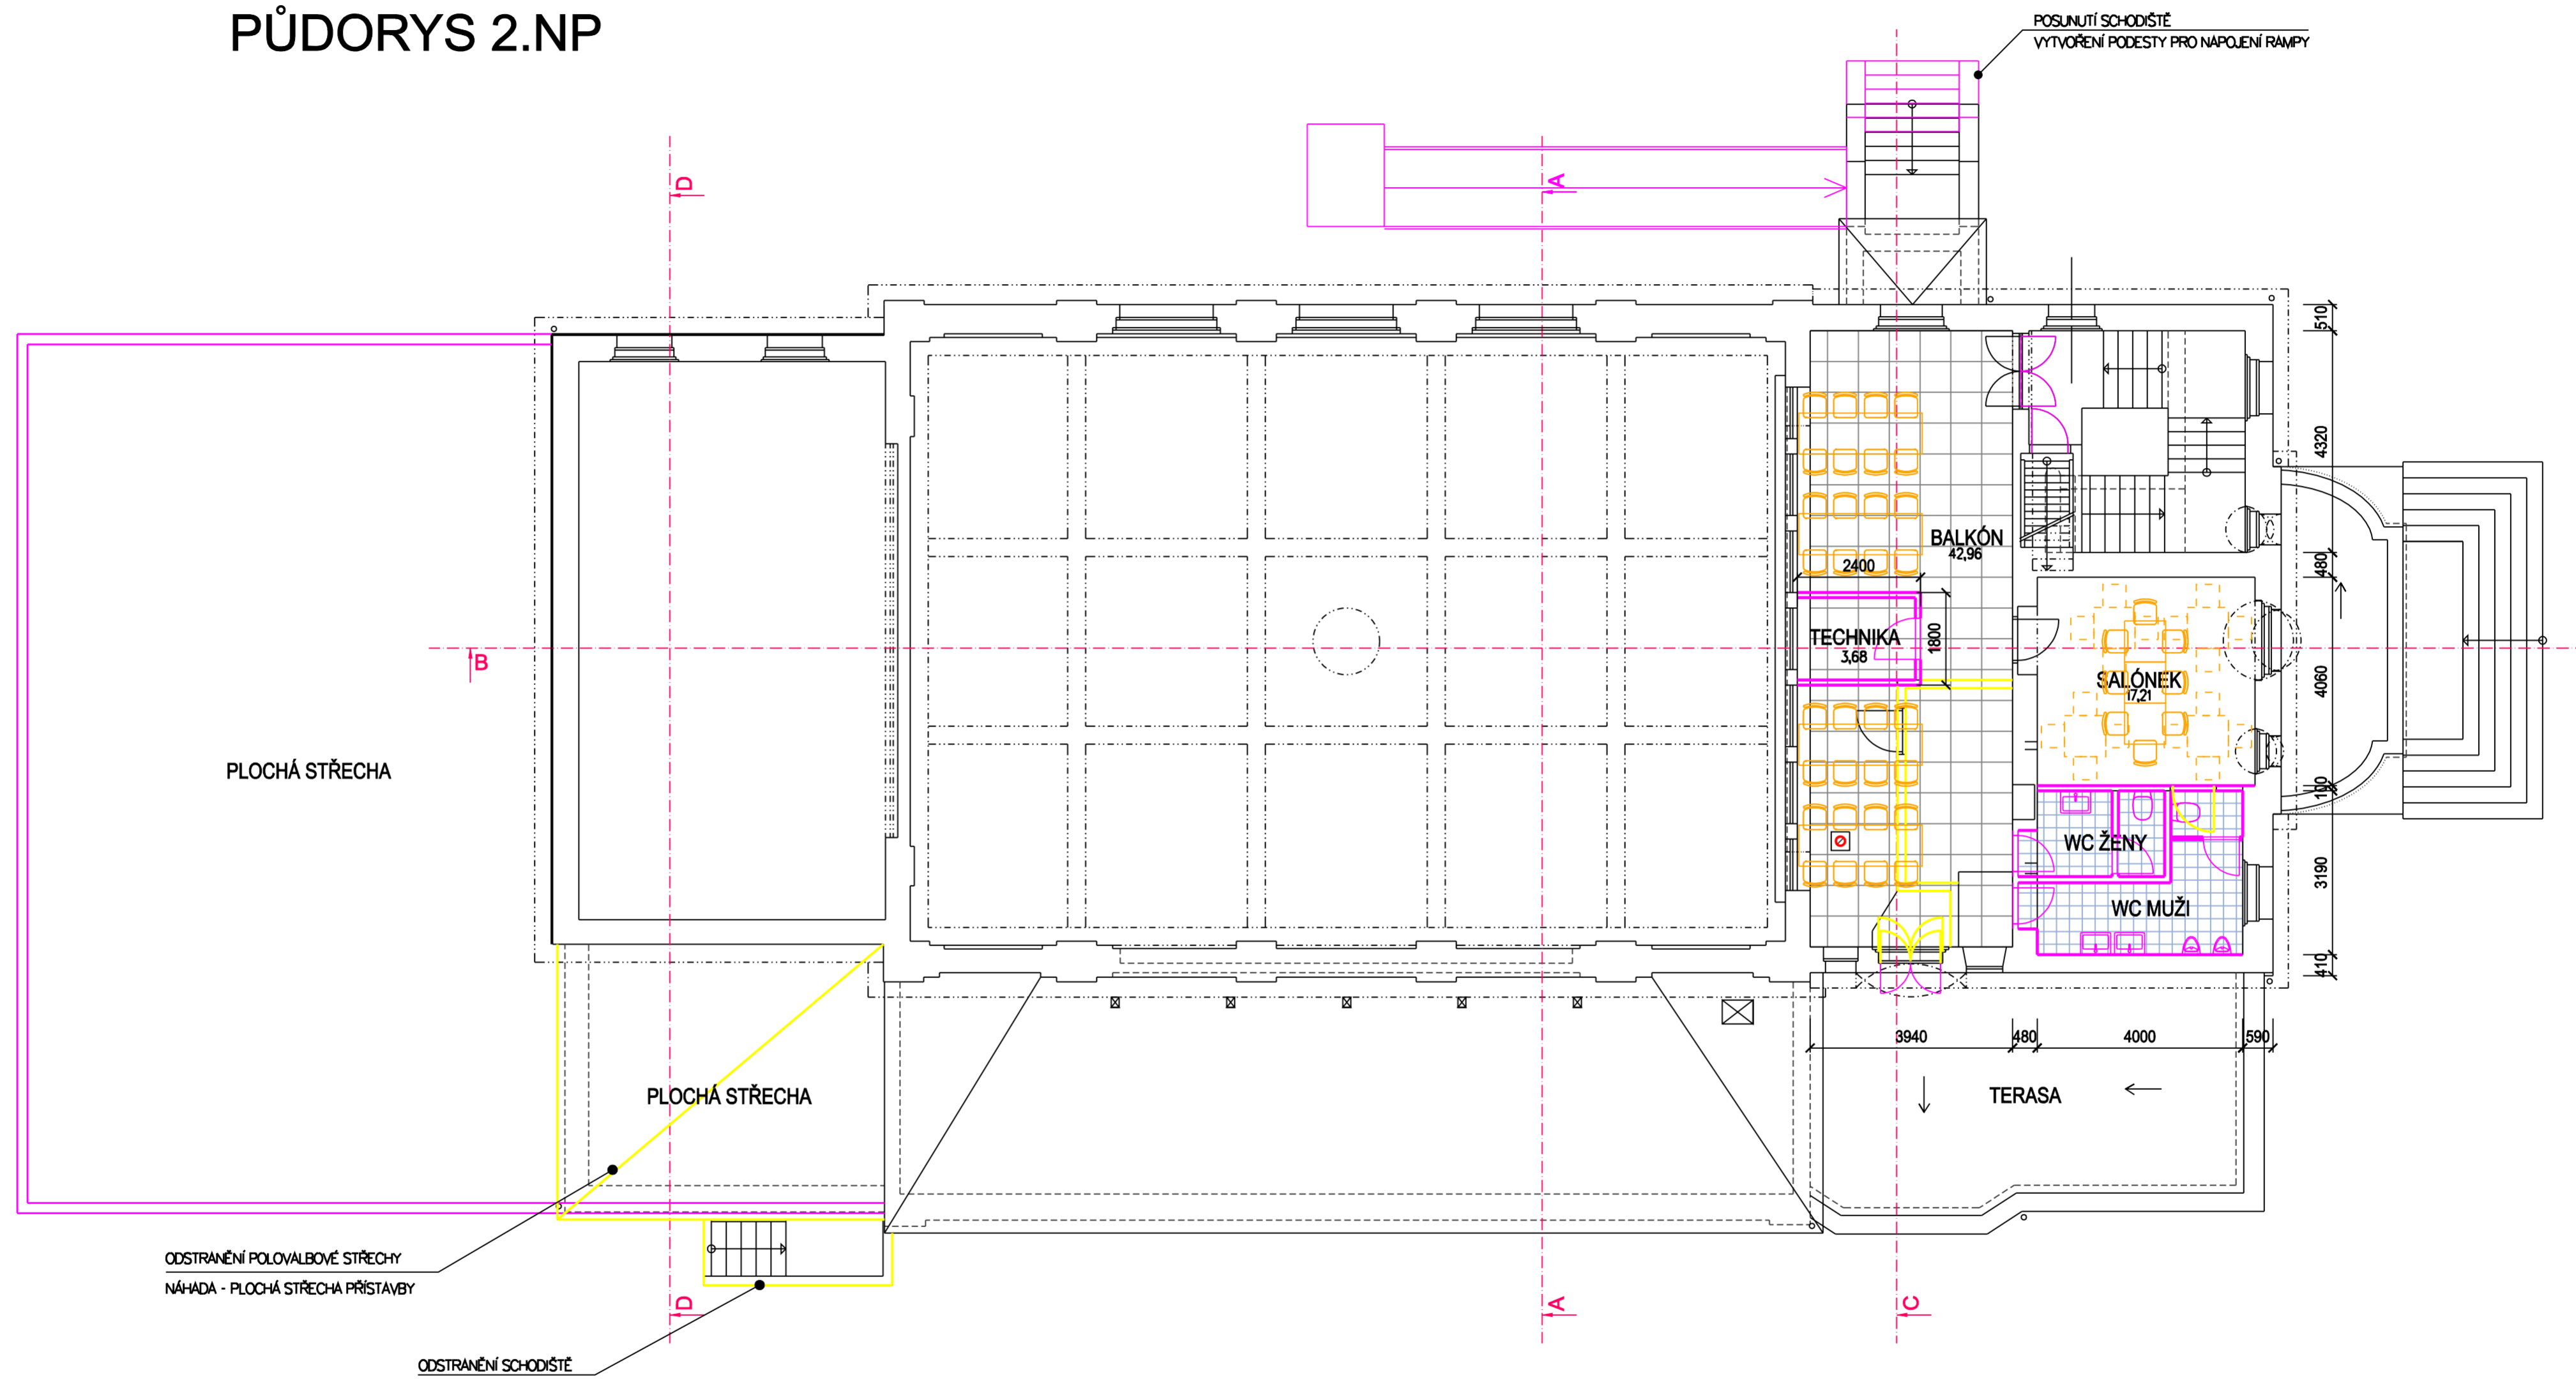 PŮDORYS 2.NP
POSUNUTÍ SCHODIŠTĚ
VYTVOŘENÍ PODESTY PRO NAPOJENÍ RAMPY
D
A
510
4320
BALKÓN
42,96
2400
480
TECHNIKA
3,68
1800
B
SALÓNEK
17,21
4060
PLOCHÁ STŘECHA
100
WC ŽENY
3190
WC MUŽI
410
3940
480
4000
590
PLOCHÁ STŘECHA
TERASA
ODSTRANĚNÍ POLOVALBOVÉ STŘECHY
NÁHADA - PLOCHÁ STŘECHA PŘÍSTAVBY
D
A
C
ODSTRANĚNÍ SCHODIŠTĚ